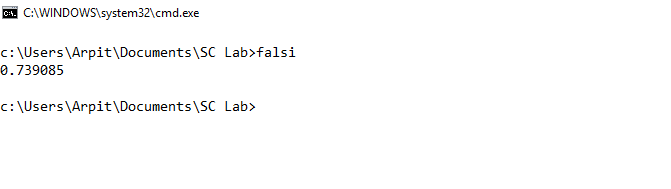 C:\WINDOWS\system32\cmd.exe
c:\Users\Arpit\Documents\SC Lab>falsi
0.739085
c:\Users\Arpit\Documents\SC Lab>